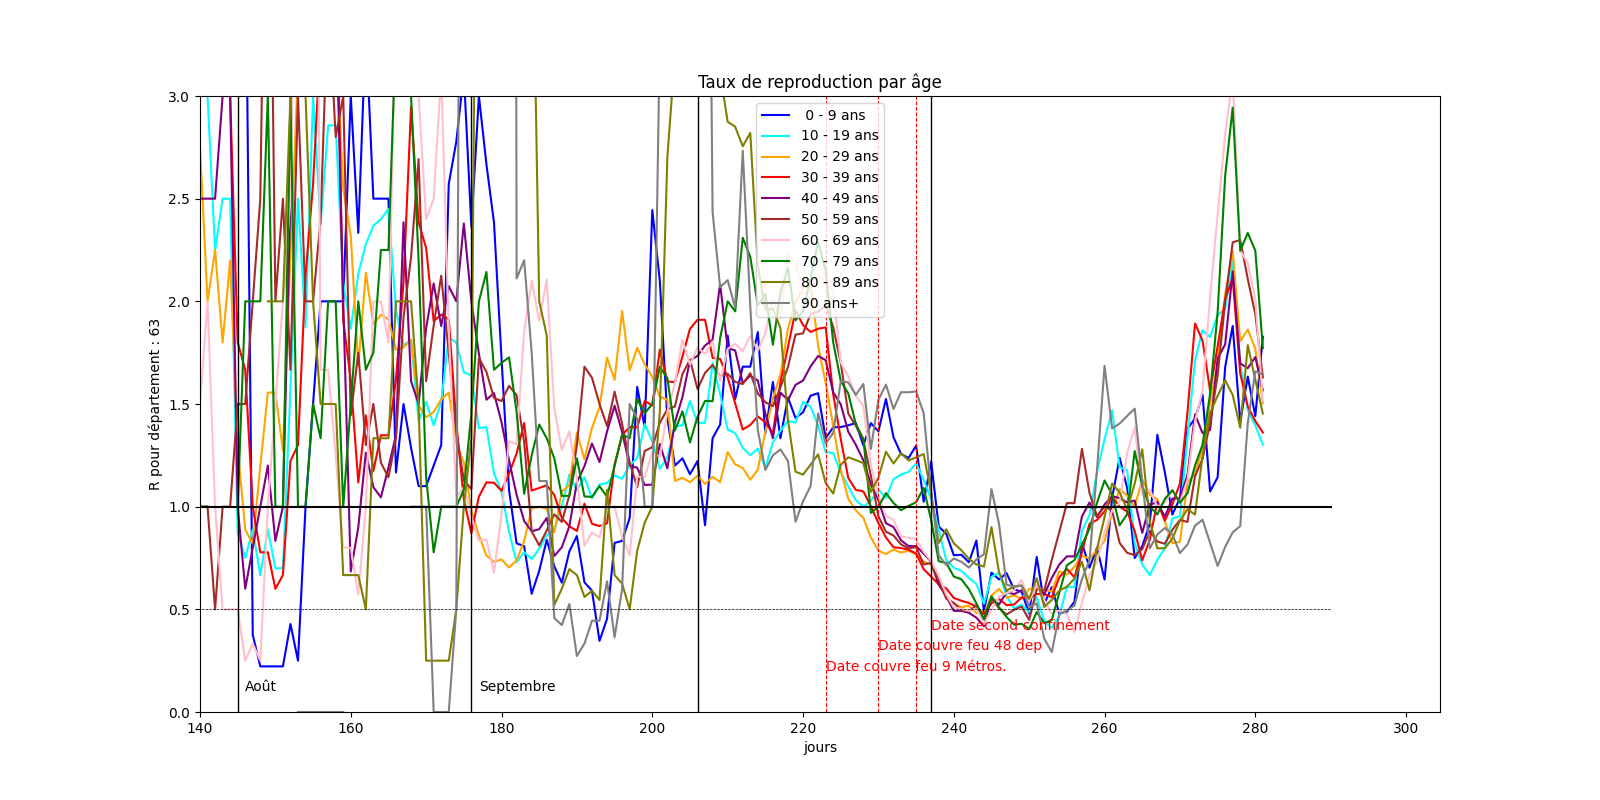 Taux de reproduction par âge
R pour département : 63
3.0
2.5
2.0
1.5
1.0
0.5
0.0
0 - 9 ans
10 - 19 ans
20 - 29 ans
30 - 39 ans
40 - 49 ans
50 - 59 ans
60 - 69 ans
70 - 79 ans
80 - 89 ans
90 ans+
Date second confinement
Date couvre feu 48 dep
Date couvre feu 9 Métros.
Août
Septembre
140
160
180
200
220
240
260
280
300
jours